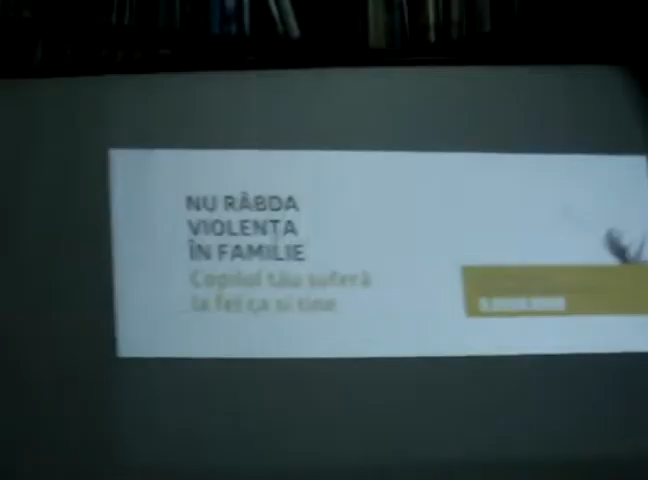 NU RĂBDA
VIOLENȚA
ÎN FAMILIE
Copilul tău suferă
la fel ca și tine